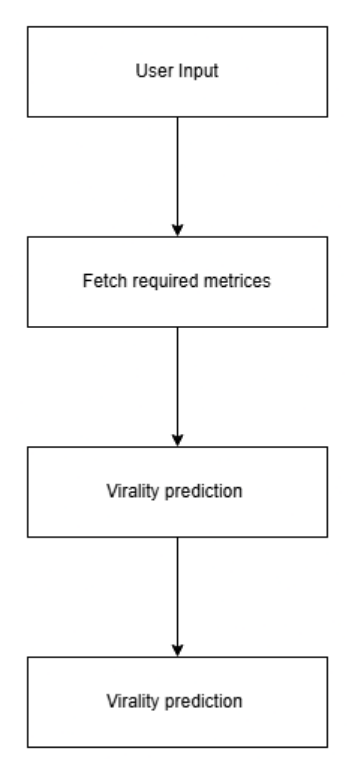 User Input
Fetch required metrices
Virality prediction
Virality prediction